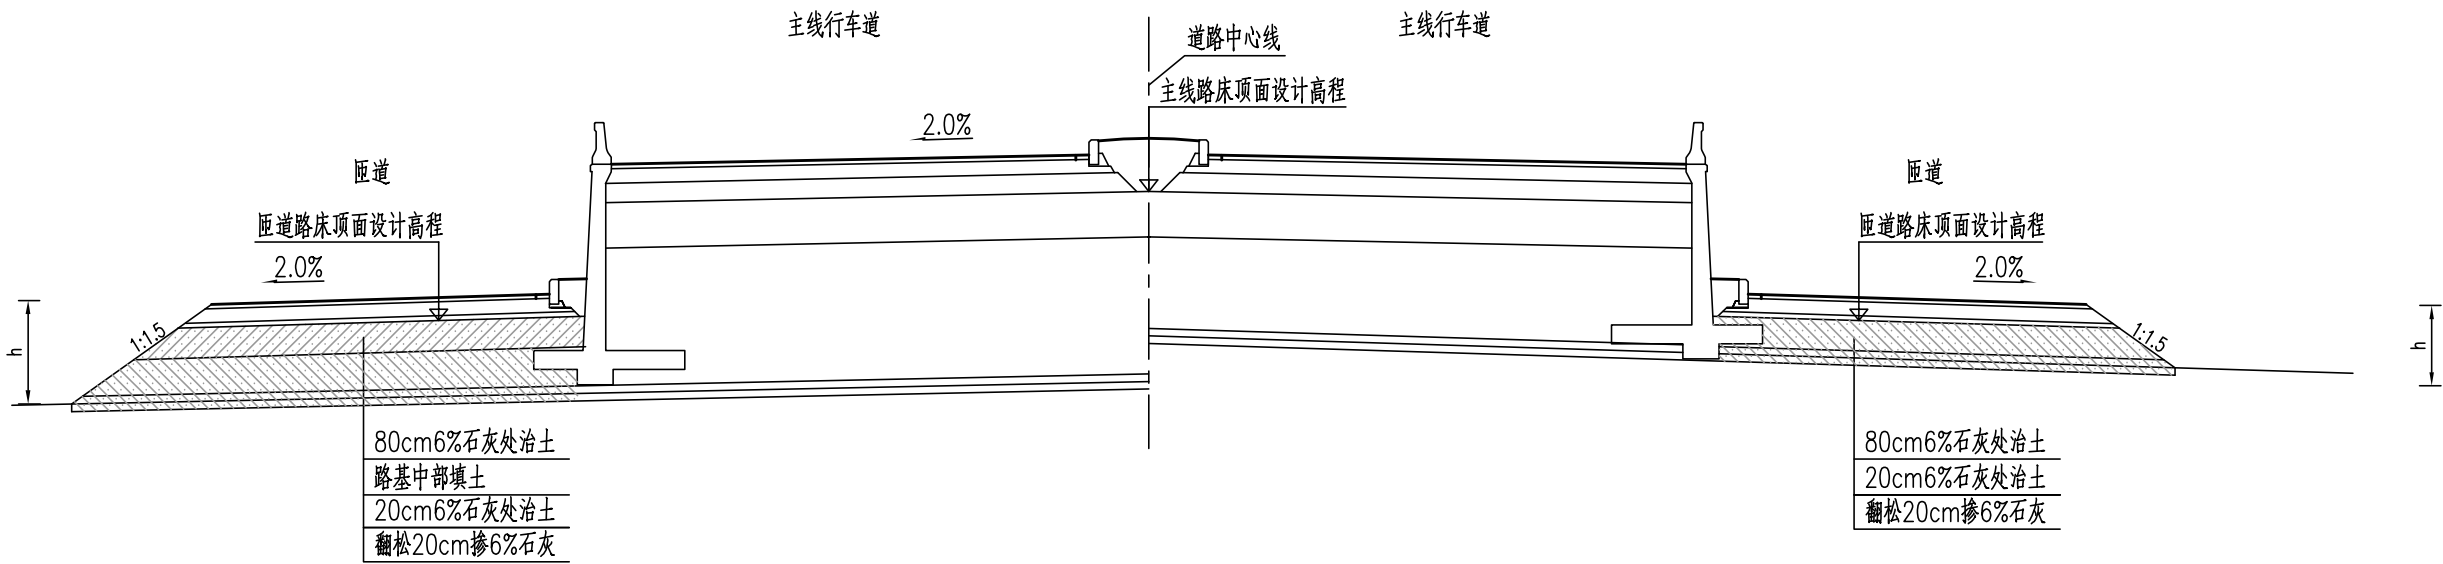 主线行车道
主线行车道
道路中心线
主线路床顶面设计高程
2.0%
匝道
匝道
匝道路床顶面设计高程
匝道路床顶面设计高程
2.0%
2.0%
1:1.5
1:1.5
h
h
80cm6%石灰处治土
路基中部填土
20cm6%石灰处治土
翻松20cm掺6%石灰
80cm6%石灰处治土
20cm6%石灰处治土
翻松20cm掺6%石灰